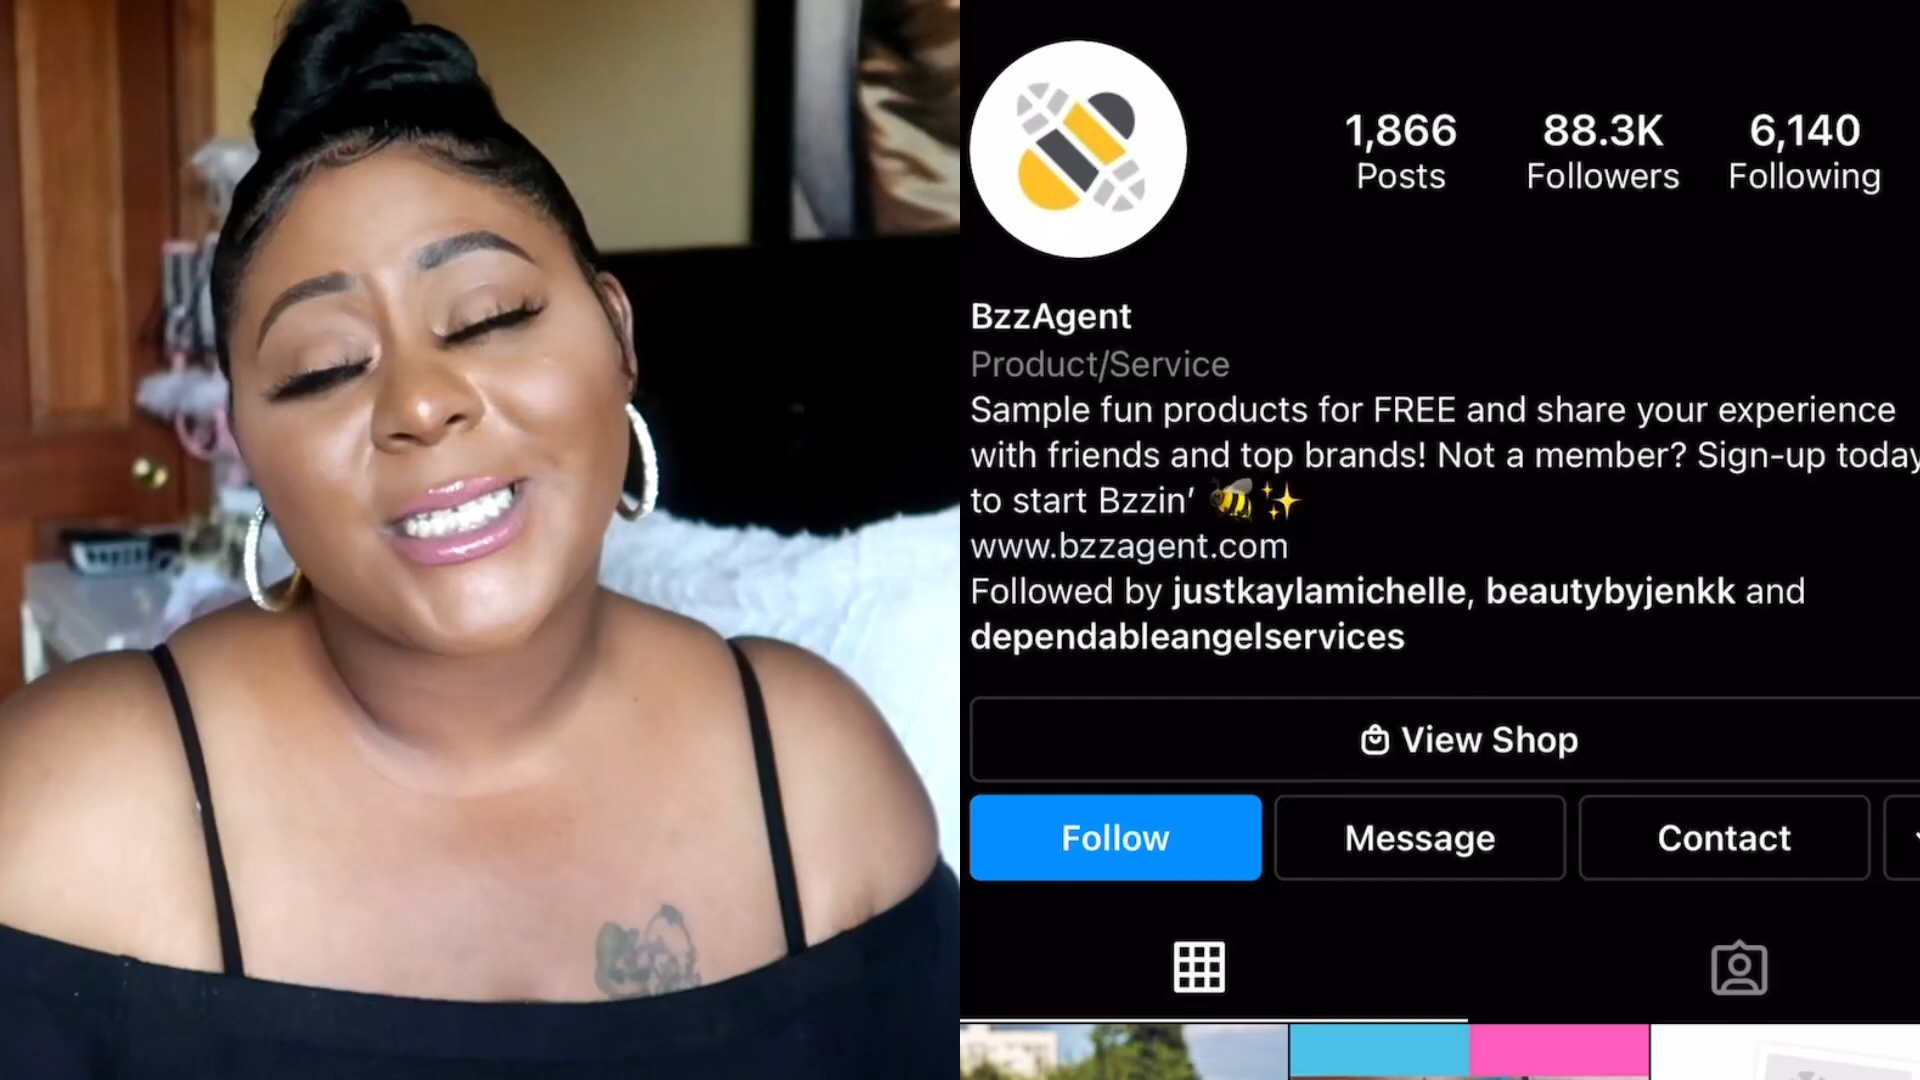 1,866 88.3K 6,140
Posts Followers Following
BzzAgent
Product/Service
Sample fun products for FREE and share your experience
with friends and top brands! Not a member? Sign-up today
to start Bzzin’ 🐝✨
www.bzzagent.com
Followed by justkaylamichelle, beautybyjenkk and
dependableangelservices
View Shop
Follow Message Contact